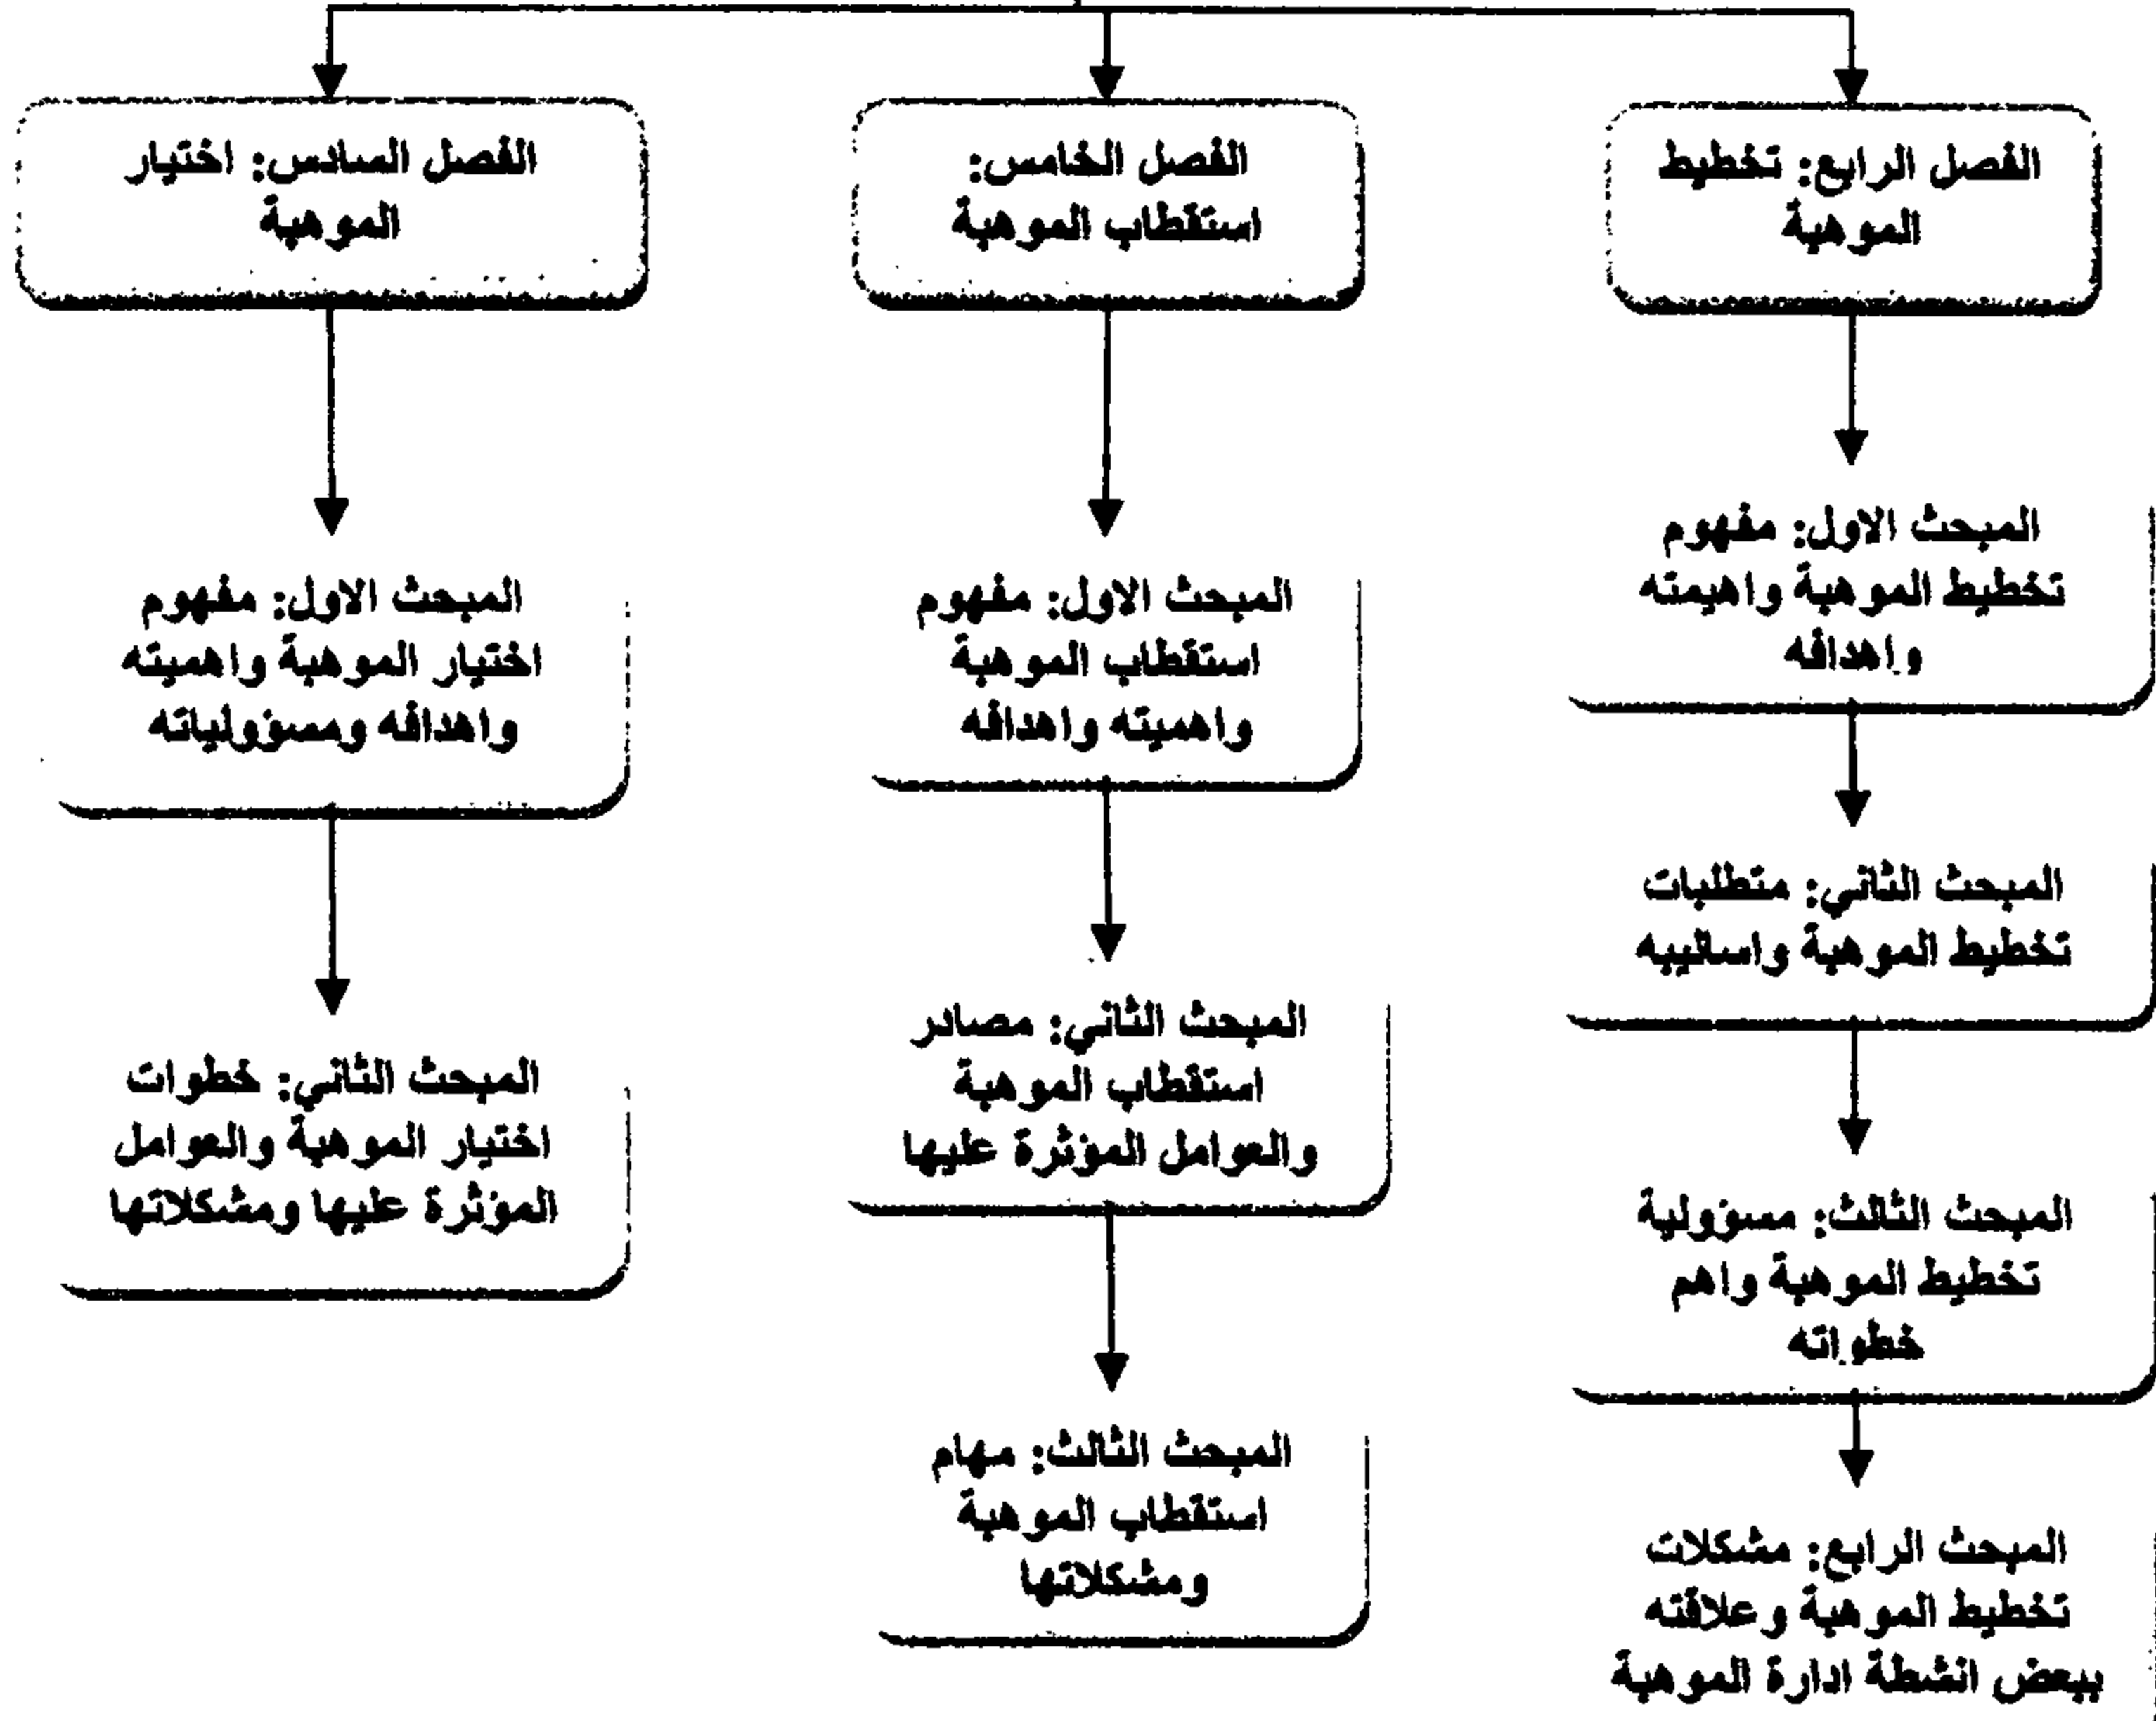 الفصل الرابع: تخطيط
الموهبة
المبحث الاول: مفهوم
تخطيط الموهبة واهيمته
واهدافه
المبحث الثاني: متطلبات
تخطيط الموهبة واساليبه
المبحث الثالث: مسؤولية
تخطيط الموهبة واهم
خطواته
المبحث الرابع: مشكلات
تخطيط الموهبة وعلاقته
ببعض انشطة ادارة الموهبة
الفصل الخامس:
استقطاب الموهبة
المبحث الاول: مفهوم
استقطاب الموهبة
واهميته واهدافه
المبحث الثاني: مصادر
استقطاب الموهبة
والعوامل المؤثرة عليها
المبحث الثالث: مهام
استقطاب الموهبة
ومشكلاتها
الفصل السادس: اختيار
الموهبة
المبحث الاول: مفهوم
اختيار الموهبة واهميته
واهدافه ومسؤولياته
المبحث الثاني: خطوات
اختيار الموهبة والعوامل
المؤثرة عليها ومشكلاتها